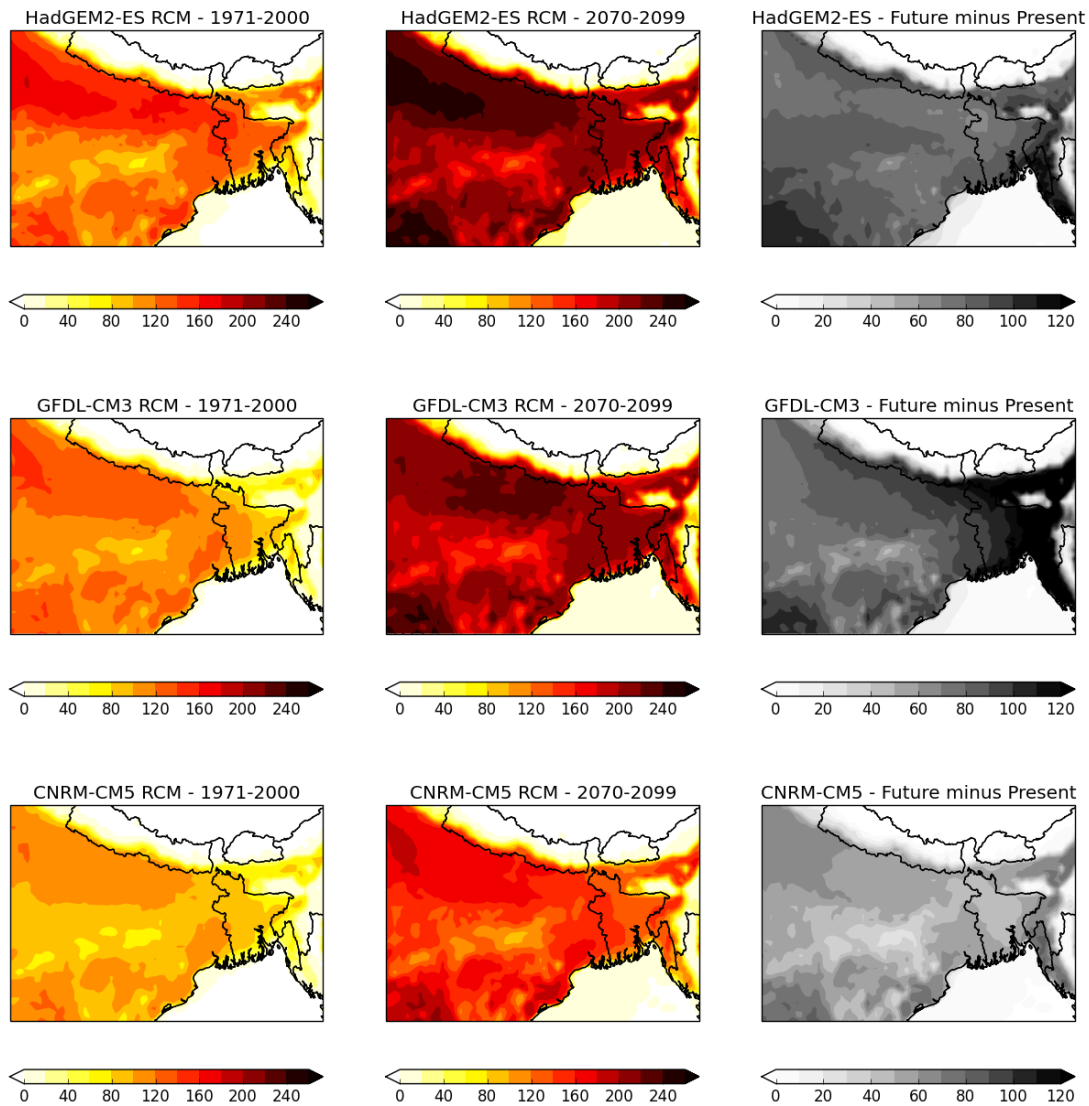 HadGEM2-ES RCM - 1971-2000 HadGEM2-ES RCM - 2070-2099 HadGEM2-ES - Future minus Present
0 40 80 120 160 200 240 0 40 80 120 160 200 240 0 20 40 60 80 100 120
GFDL-CM3 RCM - 1971-2000 GFDL-CM3 RCM - 2070-2099 GFDL-CM3 - Future minus Present
0 40 80 120 160 200 240 0 40 80 120 160 200 240 0 20 40 60 80 100 120
CNRM-CM5 RCM - 1971-2000 CNRM-CM5 RCM - 2070-2099 CNRM-CM5 - Future minus Present
0 40 80 120 160 200 240 0 40 80 120 160 200 240 0 20 40 60 80 100 120